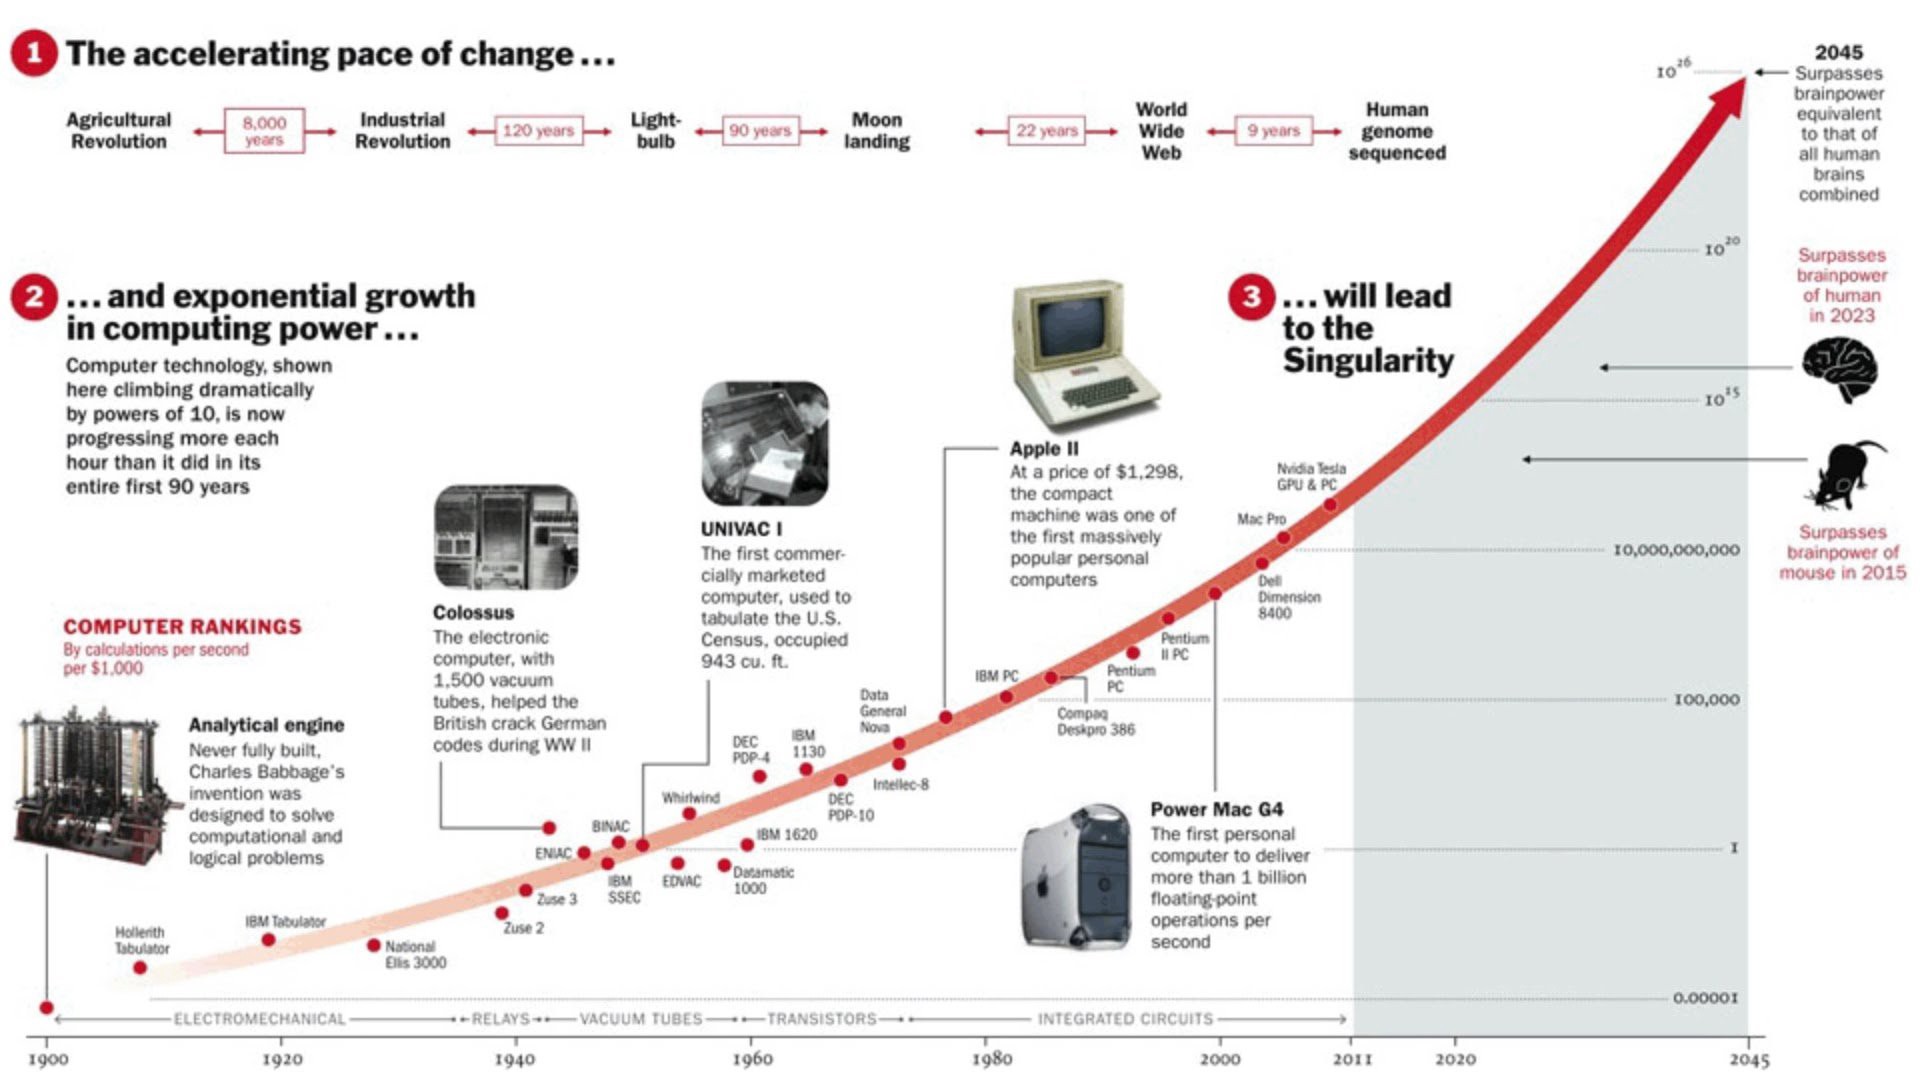 1 The accelerating pace of change ...
Agricultural
Revolution
8,000
years
Industrial
Revolution
120 years
Light-
bulb
90 years
Moon
landing
22 years
World
Wide
Web
9 years
Human
genome
sequenced
2 ... and exponential growth
in computing power ...
Computer technology, shown
here climbing dramatically
by powers of 10, is now
progressing more each
hour than it did in its
entire first 90 years
3 ... will lead
to the
Singularity
COMPUTER RANKINGS
By calculations per second
per $1,000
Analytical engine
Never fully built,
Charles Babbage's
invention was
designed to solve
computational and
logical problems
Colossus
The electronic
computer, with
1,500 vacuum
tubes, helped the
British crack German
codes during WW II
UNIVAC I
The first commer-
cially marketed
computer, used to
tabulate the U.S.
Census, occupied
943 cu. ft.
Apple II
At a price of $1,298,
the compact
machine was one of
the first massively
popular personal
computers
Power Mac G4
The first personal
computer to deliver
more than 1 billion
floating-point
operations per
second
Hollerith
Tabulator
IBM Tabulator
National
Ellis 3000
Zuse 2
Zuse 3
ENIAC
BINAC
IBM
SSEC
Whirlwind
EDVAC
Datamatic
1000
IBM 1620
DEC
PDP-4
IBM
1130
DEC
PDP-10
Data
General
Nova
Intellec-8
IBM PC
Compaq
Deskpro 386
Pentium
PC
Pentium
II PC
Dell
Dimension
8400
Mac Pro
Nvidia Tesla
GPU & PC
10²⁶
10²⁰
10¹⁵
10,000,000,000
100,000
1
0.00001
2045
Surpasses
brainpower
equivalent
to that of
all human
brains
combined
Surpasses
brainpower
of human
in 2023
Surpasses
brainpower of
mouse in 2015
ELECTROMECHANICAL
RELAYS
VACUUM TUBES
TRANSISTORS
INTEGRATED CIRCUITS
1900
1920
1940
1960
1980
2000
2011
2020
2045